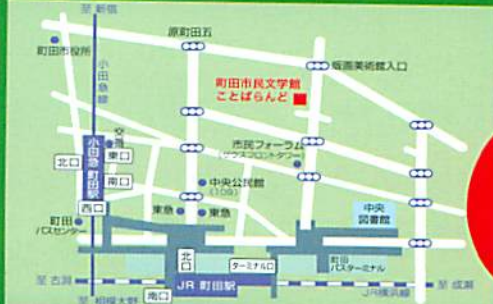 至 新宿
原町田五
町田市役所
版画美術館入口
小田急線
町田市民文学館
ことばらんど
交番
市民フォーラム
(サウスフロントタワー)
小田急 町田駅
北口
東口
南口
西口
中央公民館
(109)
東急
東急
中央
図書館
町田
バスセンター
北口
ターミナル口
町田
バスターミナル
至 古淵
JR 町田駅
JR横浜線
至 成瀬
至 相模大野
南口